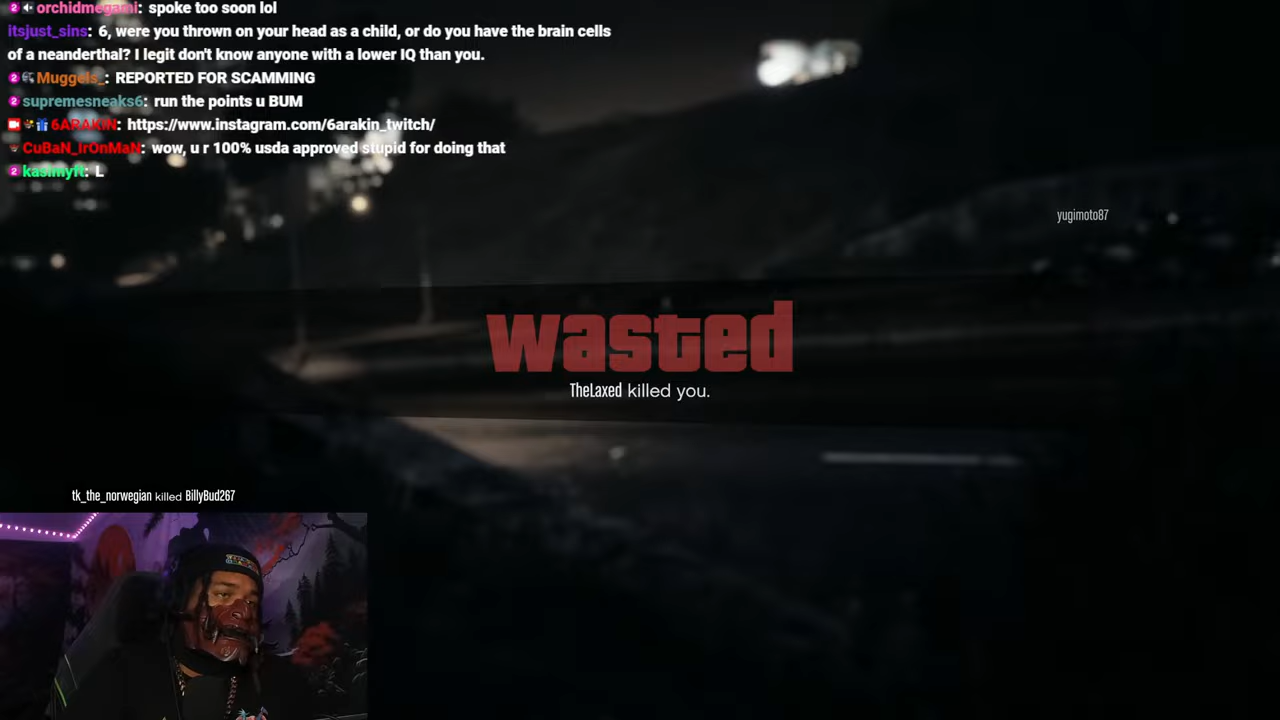 orchidmegami: spoke too soon lol
itsjust_sins: 6, were you thrown on your head as a child, or do you have the brain cells
of a neanderthal? I legit don't know anyone with a lower IQ than you.
Muggels_: REPORTED FOR SCAMMING
supremesneaks6: run the points u BUM
6ARAKIN: https://www.instagram.com/6arakin_twitch/
CuBaN_IrOnMaN: wow, u r 100% usda approved stupid for doing that
kasimyft: L
yugimoto87
wasted
TheLaxed killed you.
tk_the_norwegian killed BillyBud267